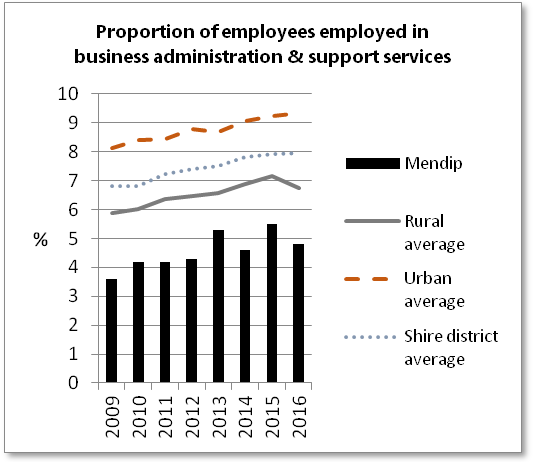 Proportion of employees employed in
business administration & support services
10
9
8
7
6
5
4
3
2
1
0
%
2009
2010
2011
2012
2013
2014
2015
2016
Mendip
Rural
average
Urban
average
Shire district
average